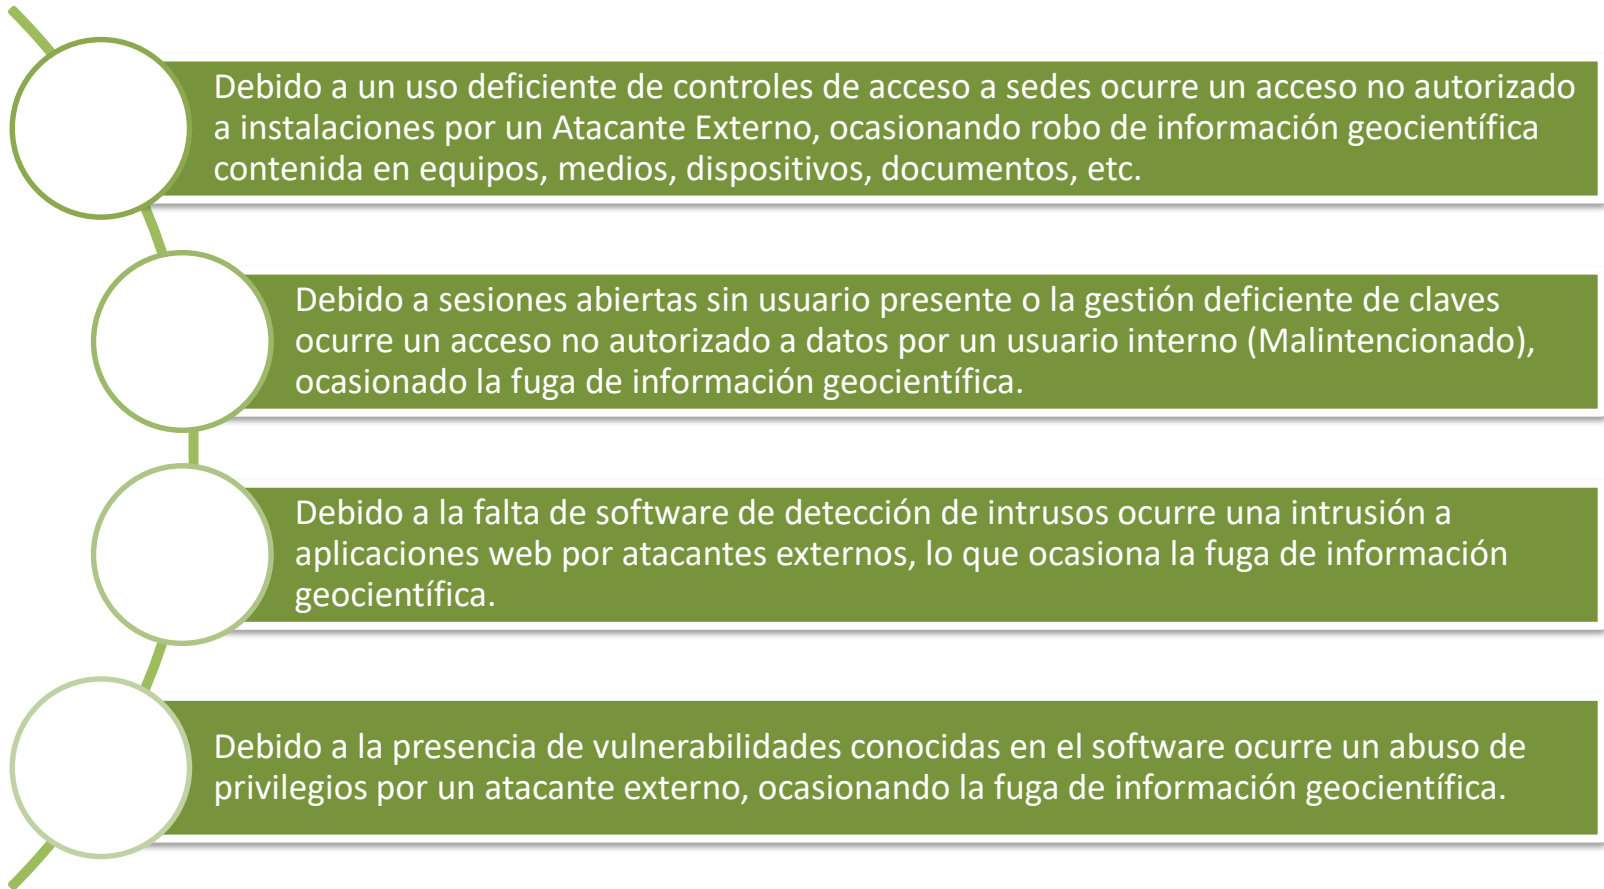 Debido a un uso deficiente de controles de acceso a sedes ocurre un acceso no autorizado
a instalaciones por un Atacante Externo, ocasionando robo de información geocientífica
contenida en equipos, medios, dispositivos, documentos, etc.
Debido a sesiones abiertas sin usuario presente o la gestión deficiente de claves
ocurre un acceso no autorizado a datos por un usuario interno (Malintencionado),
ocasionado la fuga de información geocientífica.
Debido a la falta de software de detección de intrusos ocurre una intrusión a
aplicaciones web por atacantes externos, lo que ocasiona la fuga de información
geocientífica.
Debido a la presencia de vulnerabilidades conocidas en el software ocurre un abuso de
privilegios por un atacante externo, ocasionando la fuga de información geocientífica.